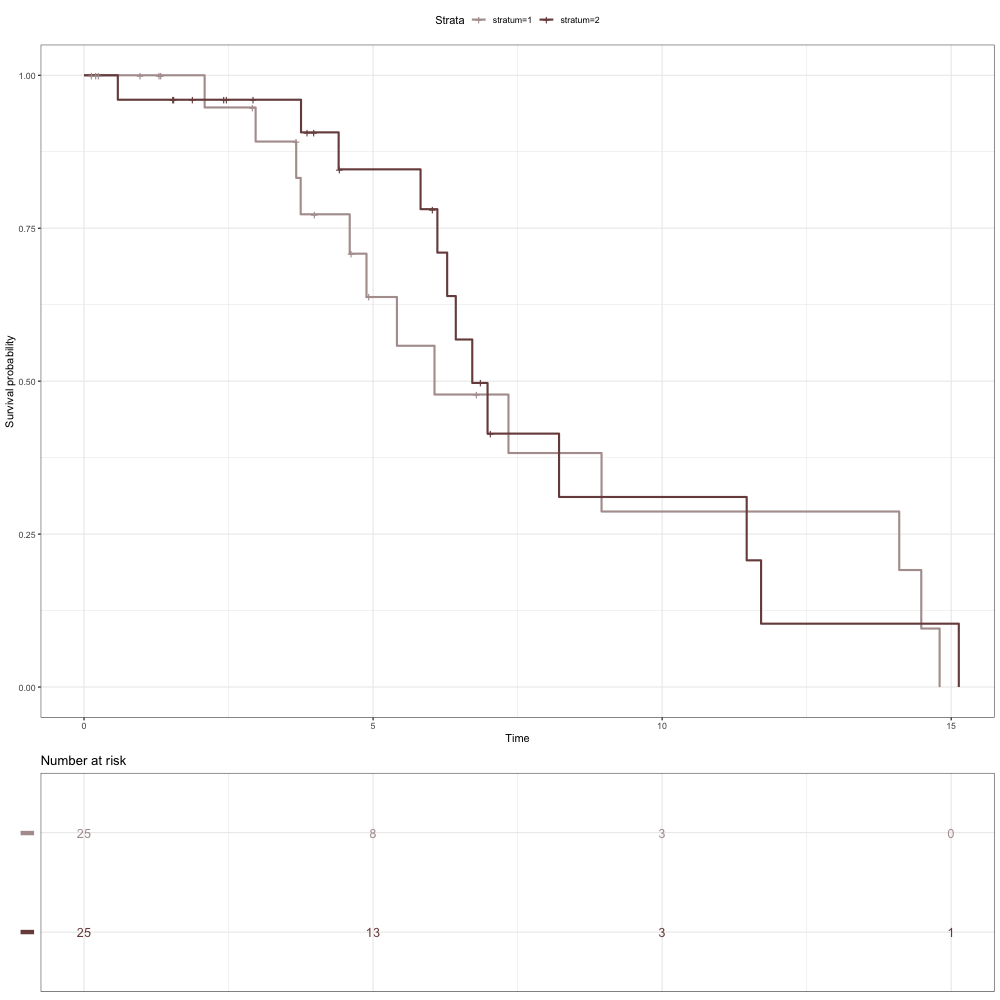 Strata stratum=1 stratum=2
Survival probability
1.00
0.75
0.50
0.25
0.00
0 5 10 15
Time
Number at risk
25 8 3 0
25 13 3 1